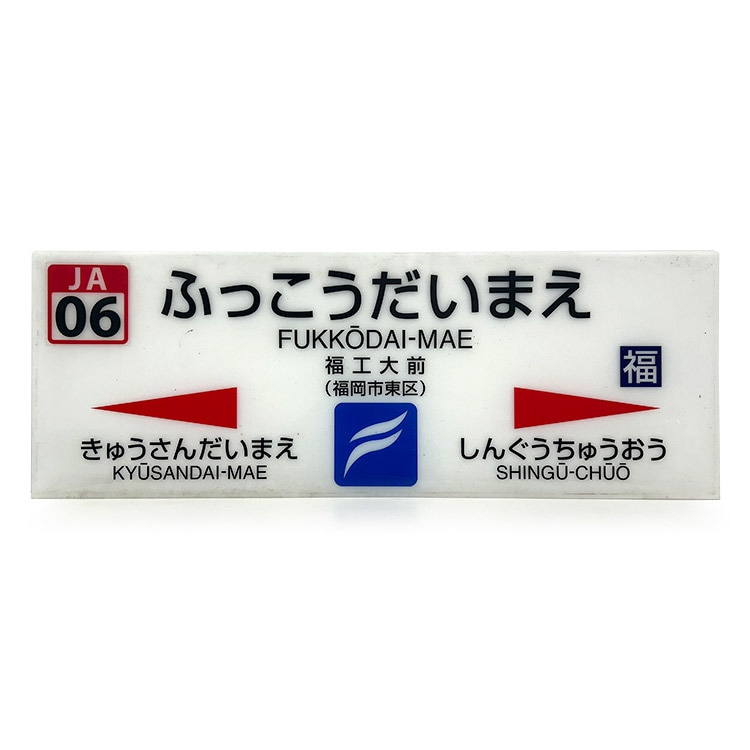 JA
06
ふっこうだいまえ
FUKKŌDAI-MAE
福工大前
(福岡市東区)
福
きゅうさんだいまえ
KYŪSANDAI-MAE
しんぐうちゅうおう
SHINGŪ-CHŪŌ